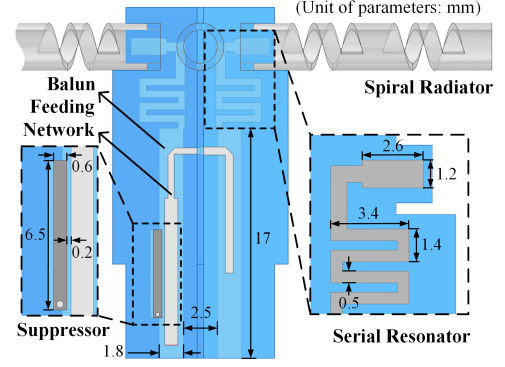 (Unit of parameters: mm)
Spiral Radiator
Balun
Feeding
Network
0.6
6.5
0.2
Suppressor
1.8
2.5
17
2.6
1.2
3.4
1.4
0.5
Serial Resonator